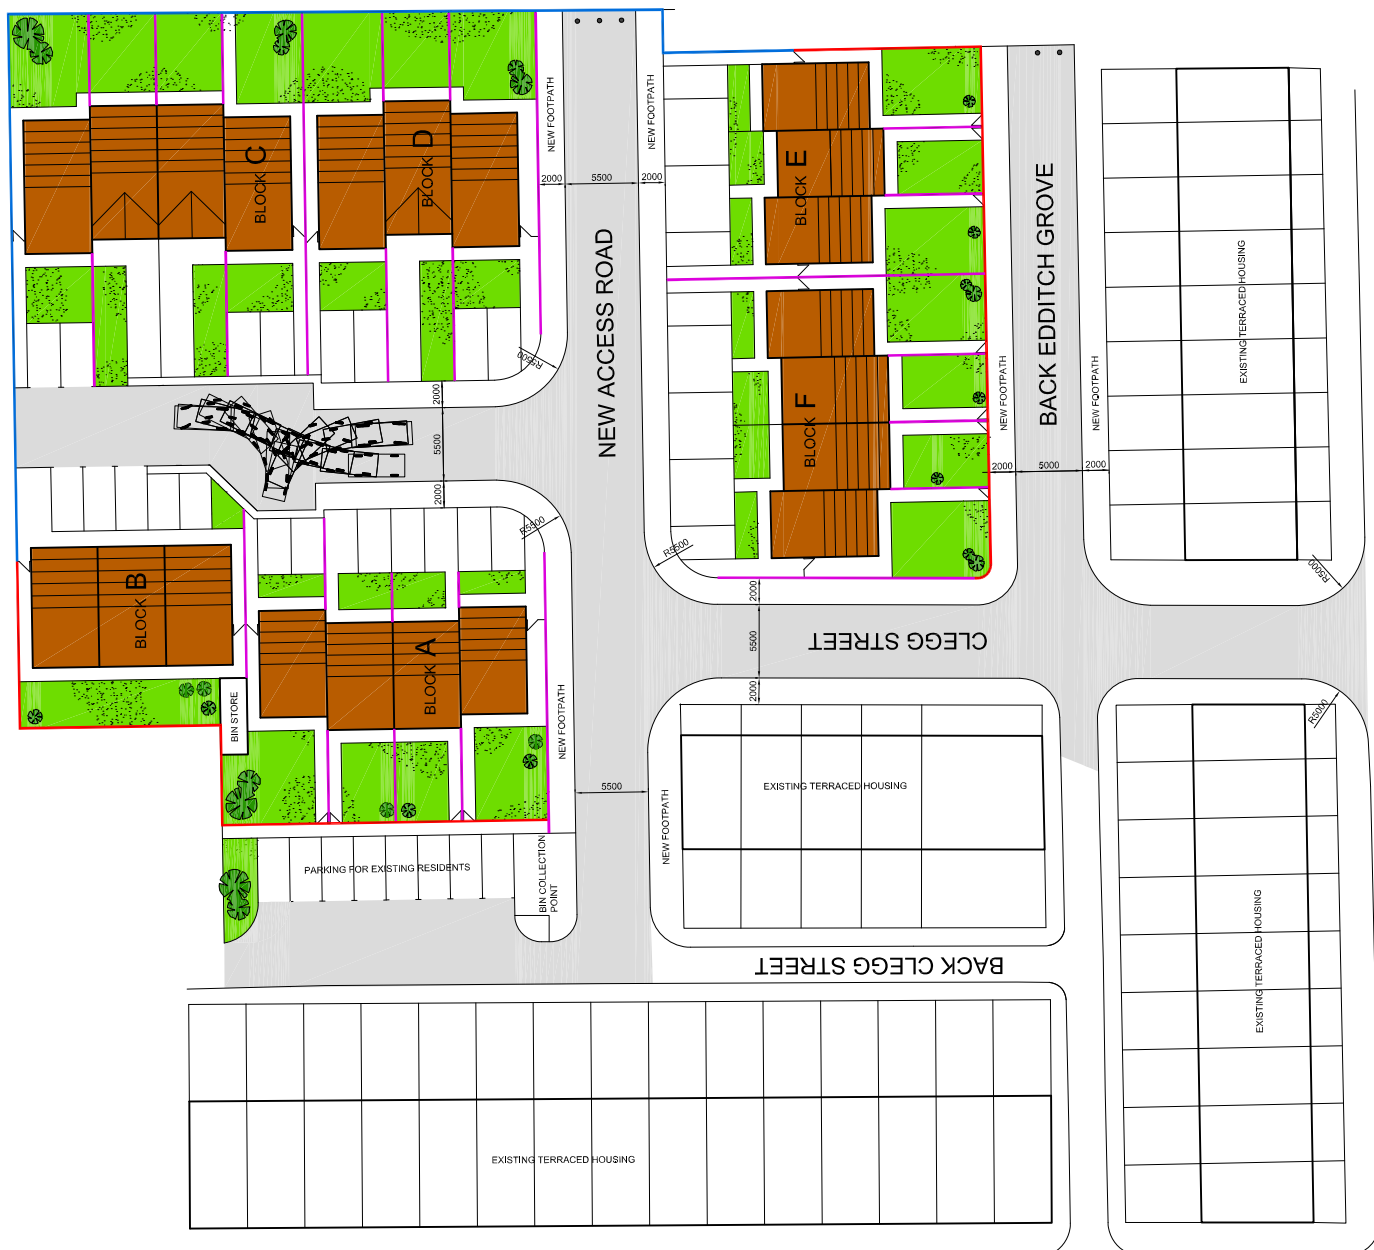 BLOCK C
BLOCK D
NEW FOOTPATH
NEW FOOTPATH
2000
5500
2000
NEW ACCESS ROAD
BLOCK E
BACK EDDITCH GROVE
EXISTING TERRACED HOUSING
R5500
2000
5500
2000
R5500
BLOCK F
NEW FOOTPATH
NEW FOOTPATH
2000
5000
2000
R5500
R5000
BLOCK B
BLOCK A
2000
5500
2000
CLEGG STREET
BIN STORE
NEW FOOTPATH
5500
R5000
EXISTING TERRACED HOUSING
NEW FOOTPATH
PARKING FOR EXISTING RESIDENTS
BIN COLLECTION
POINT
BACK CLEGG STREET
EXISTING TERRACED HOUSING
EXISTING TERRACED HOUSING